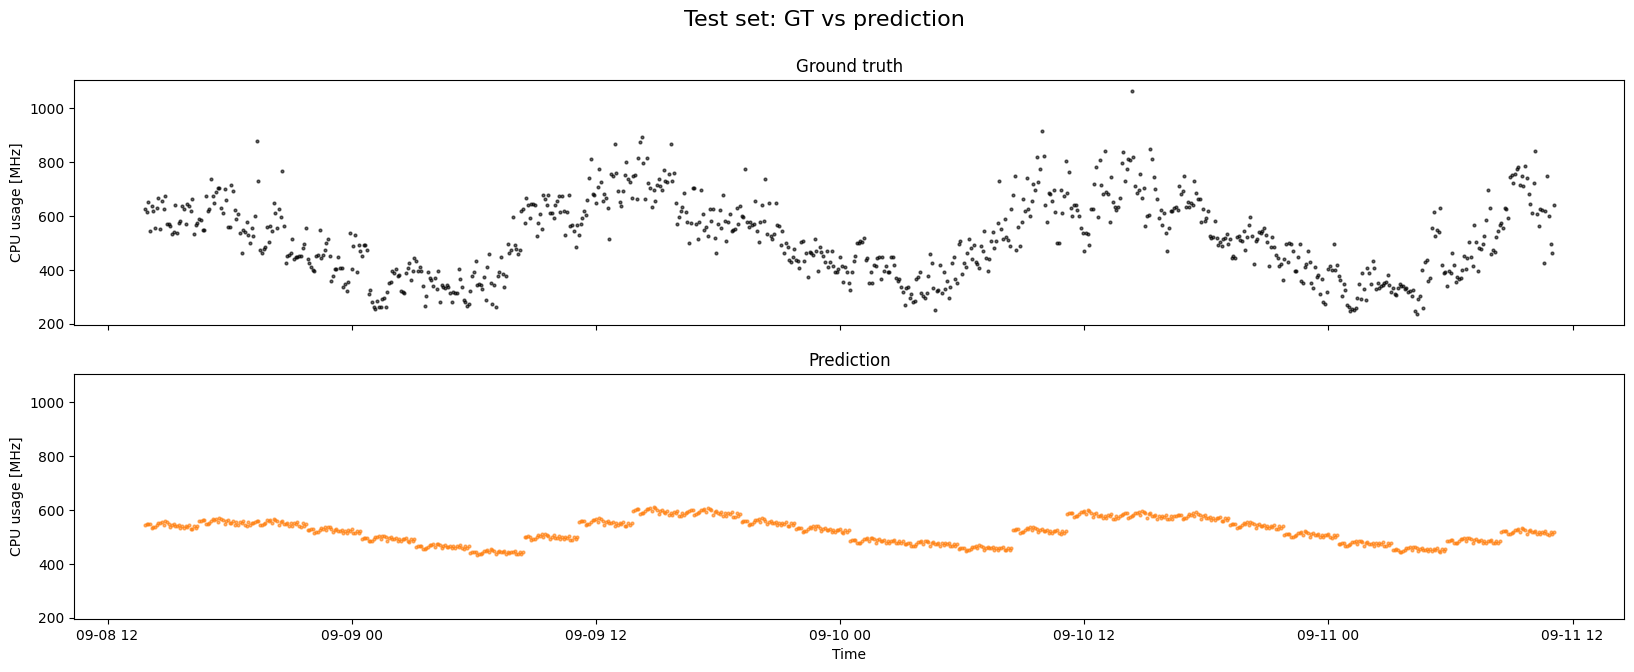 Test set: GT vs prediction
Ground truth
CPU usage [MHz]
1000
800
600
400
200
Prediction
CPU usage [MHz]
1000
800
600
400
200
09-08 12
09-09 00
09-09 12
09-10 00
09-10 12
09-11 00
09-11 12
Time